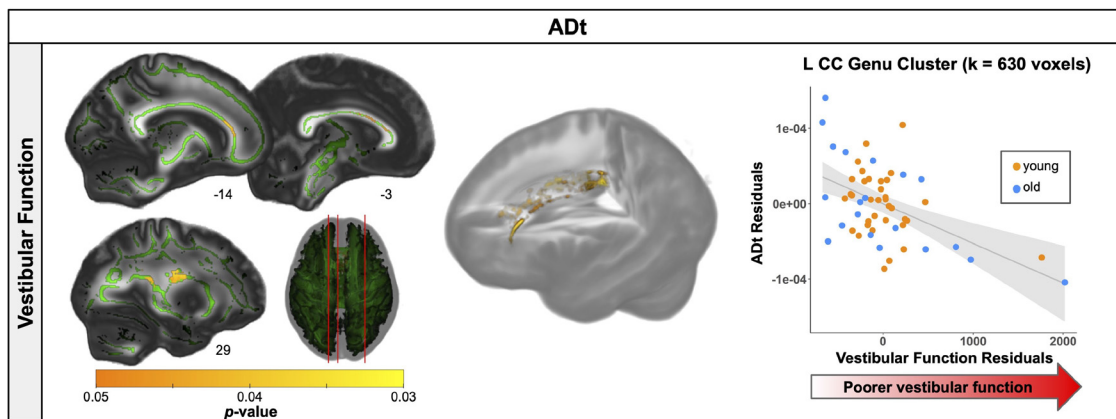 ADt
Vestibular Function
-14
-3
29
0.05
0.04
0.03
p-value
L CC Genu Cluster (k = 630 voxels)
ADt Residuals
1e-04
0e+00
-1e-04
young
old
0
1000
2000
Vestibular Function Residuals
Poorer vestibular function